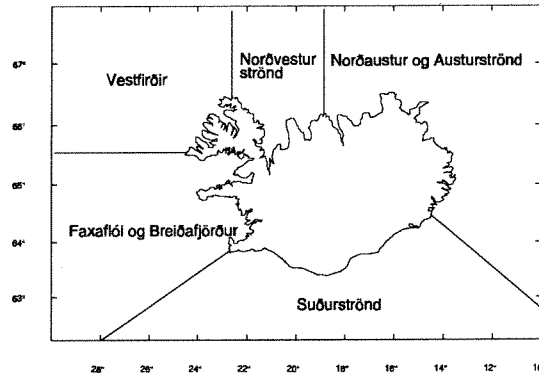 Vestfirðir
Norðvestur
strönd
Norðaustur og Austurströnd
Faxaflói og Breiðafjörður
Suðurströnd
67°
66°
65°
64°
63°
28°
26°
24°
22°
20°
18°
16°
14°
12°
10